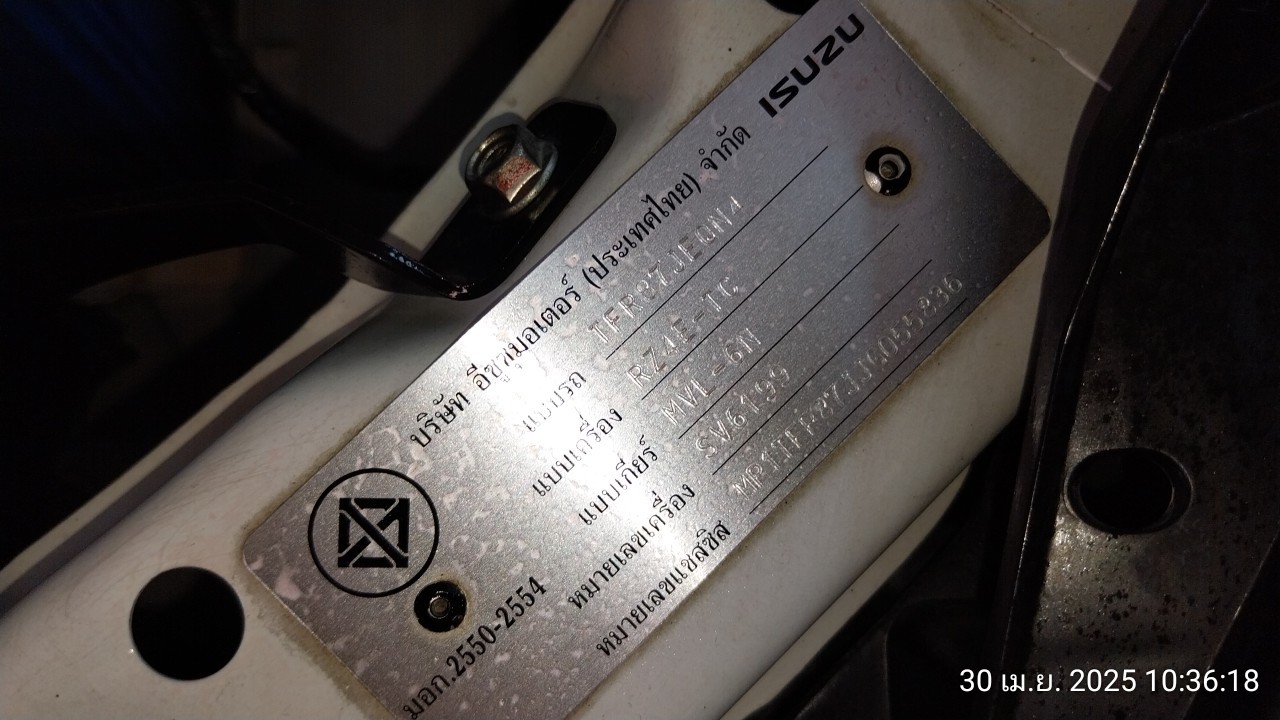 ISUZU
บริษัท อีซูซุมอเตอร์ (ประเทศไทย) จำกัด
แบบรถ TFR87JEQN4
แบบเครื่อง RZ4E-TC
แบบเกียร์ MVL-6N
หมายเลขเครื่อง SV6199
หมายเลขแชสซีส
มอก.2550-2554
30 เม.ย. 2025 10:36:18